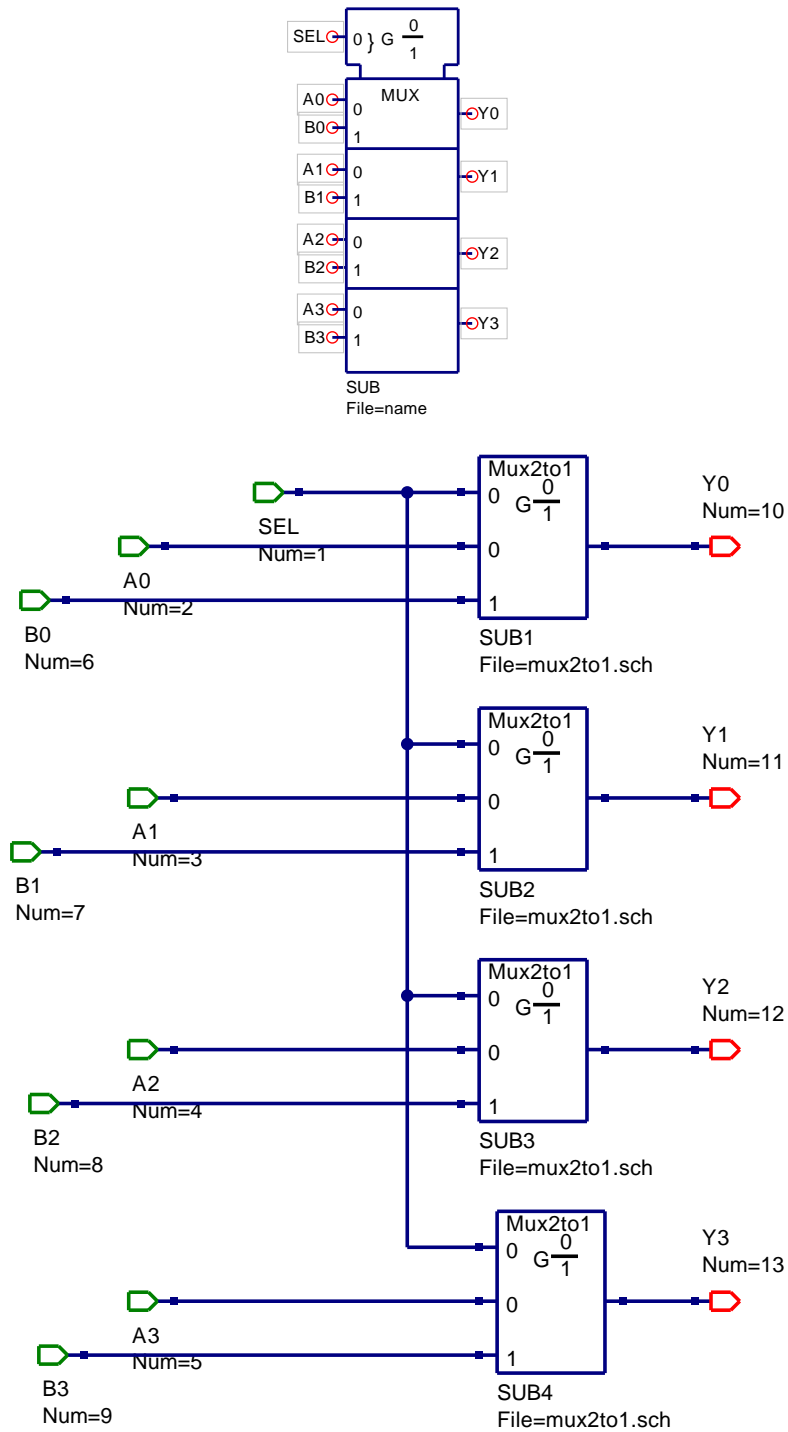 SEL 0 } G 0
1
MUX
A0 0
B0 1
Y0
A1 0
B1 1
Y1
A2 0
B2 1
Y2
A3 0
B3 1
Y3
SUB
File=name
Mux2to1
0 G 0
1
0
1
SEL
Num=1
A0
Num=2
B0
Num=6
Y0
Num=10
SUB1
File=mux2to1.sch
Mux2to1
0 G 0
1
0
1
A1
Num=3
B1
Num=7
Y1
Num=11
SUB2
File=mux2to1.sch
Mux2to1
0 G 0
1
0
1
A2
Num=4
B2
Num=8
Y2
Num=12
SUB3
File=mux2to1.sch
Mux2to1
0 G 0
1
0
1
A3
Num=5
B3
Num=9
Y3
Num=13
SUB4
File=mux2to1.sch